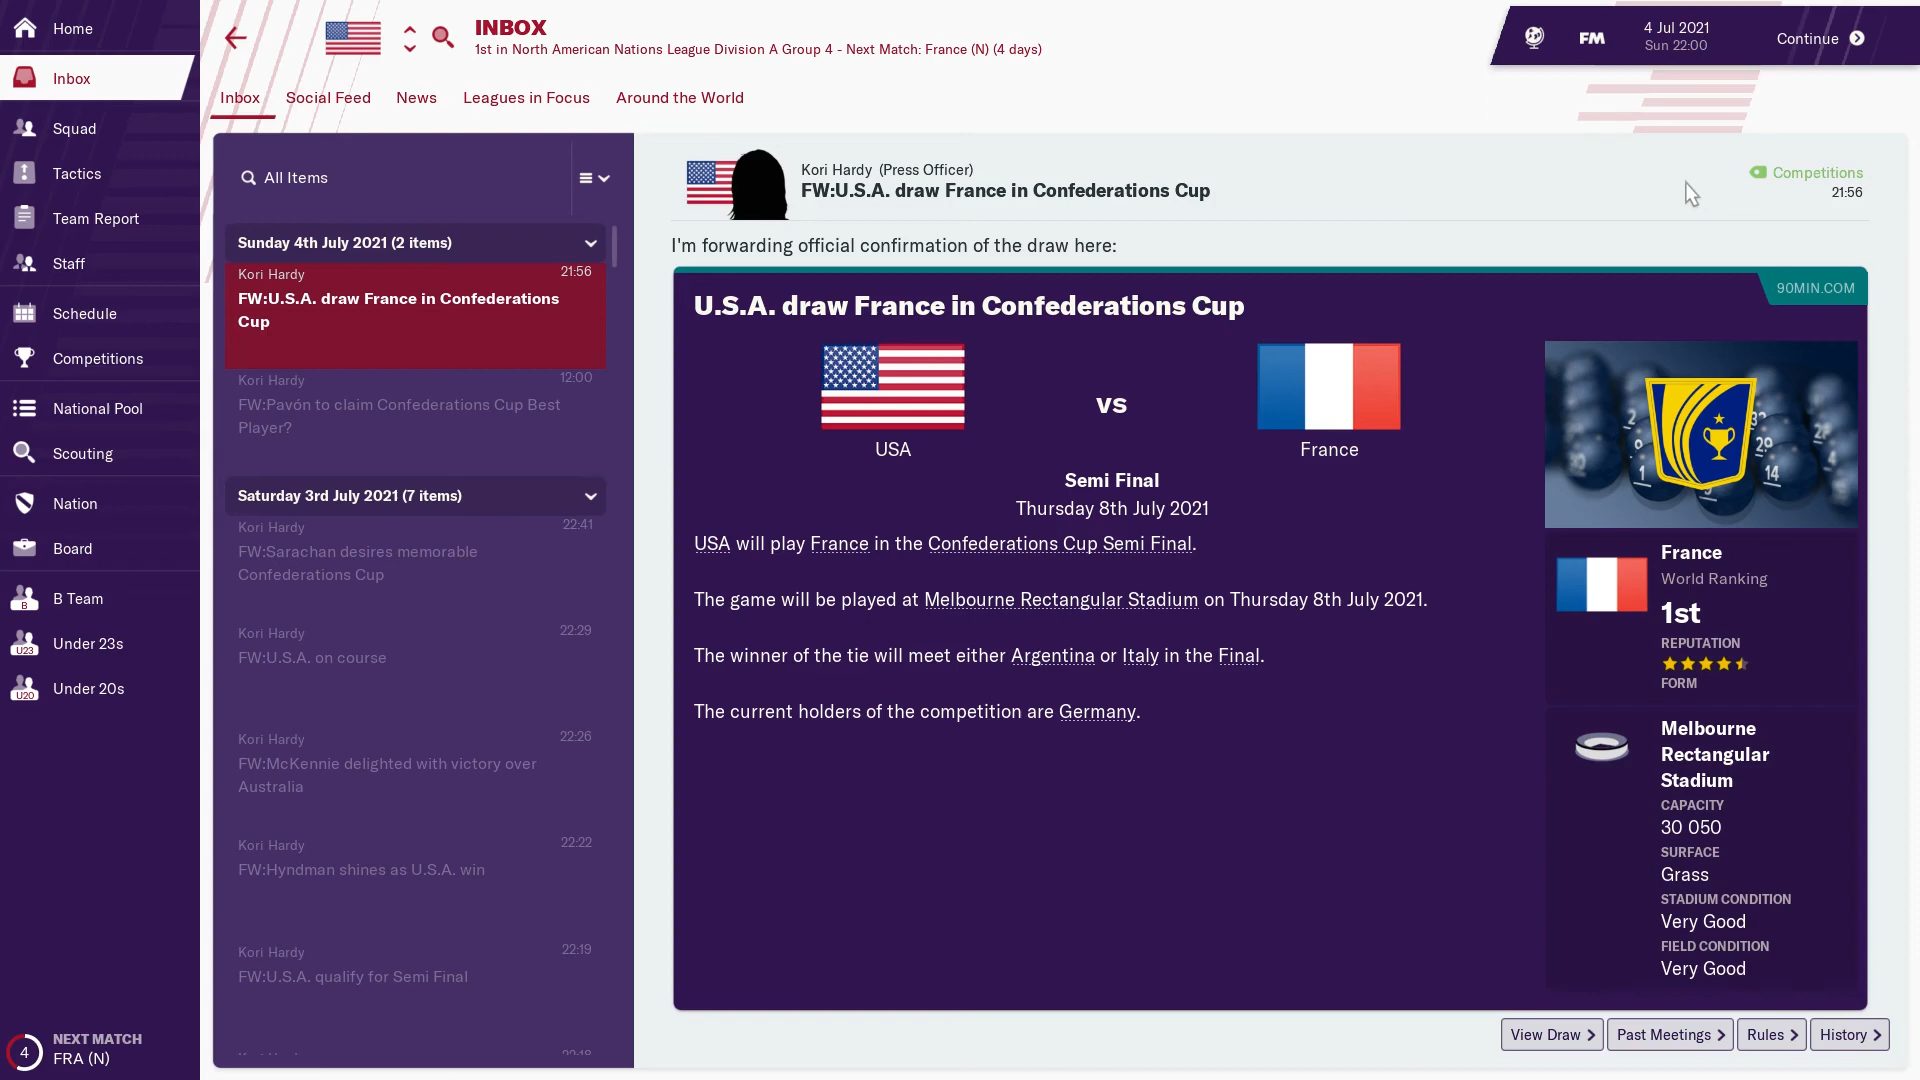 Home
Inbox
Squad
Tactics
Team Report
Staff
Schedule
Competitions
National Pool
Scouting
Nation
Board
B
B Team
U23
Under 23s
U20
Under 20s
4
NEXT MATCH
FRA (N)
INBOX
1st in North American Nations League Division A Group 4 - Next Match: France (N) (4 days)
FM
4 Jul 2021
Sun 22:00
Continue
Inbox
Social Feed
News
Leagues in Focus
Around the World
All Items
Sunday 4th July 2021 (2 items)
Kori Hardy
21:56
FW:U.S.A. draw France in Confederations
Cup
Kori Hardy
12:00
FW:Pavón to claim Confederations Cup Best
Player?
Saturday 3rd July 2021 (7 items)
Kori Hardy
22:41
FW:Sarachan desires memorable
Confederations Cup
Kori Hardy
22:29
FW:U.S.A. on course
Kori Hardy
22:26
FW:McKennie delighted with victory over
Australia
Kori Hardy
22:22
FW:Hyndman shines as U.S.A. win
Kori Hardy
22:19
FW:U.S.A. qualify for Semi Final
Kori Hardy (Press Officer)
FW:U.S.A. draw France in Confederations Cup
Competitions
21:56
I'm forwarding official confirmation of the draw here:
90MIN.COM
U.S.A. draw France in Confederations Cup
USA
vs
France
Semi Final
Thursday 8th July 2021
USA will play France in the Confederations Cup Semi Final.
The game will be played at Melbourne Rectangular Stadium on Thursday 8th July 2021.
The winner of the tie will meet either Argentina or Italy in the Final.
The current holders of the competition are Germany.
France
World Ranking
1st
REPUTATION
FORM
Melbourne
Rectangular
Stadium
CAPACITY
30 050
SURFACE
Grass
STADIUM CONDITION
Very Good
FIELD CONDITION
Very Good
View Draw
Past Meetings
Rules
History